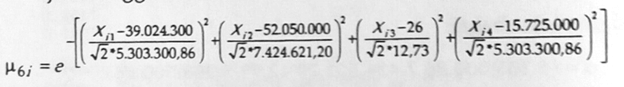 μ6i = e^-[((Xi1-39.024.300)/(√2*5.303.300,86))^2+((Xi2-52.050.000)/(√2*7.424.621,20))^2+((Xi3-26)/(√2*12,73))^2+((Xi4-15.725.000)/(√2*5.303.300,86))^2]